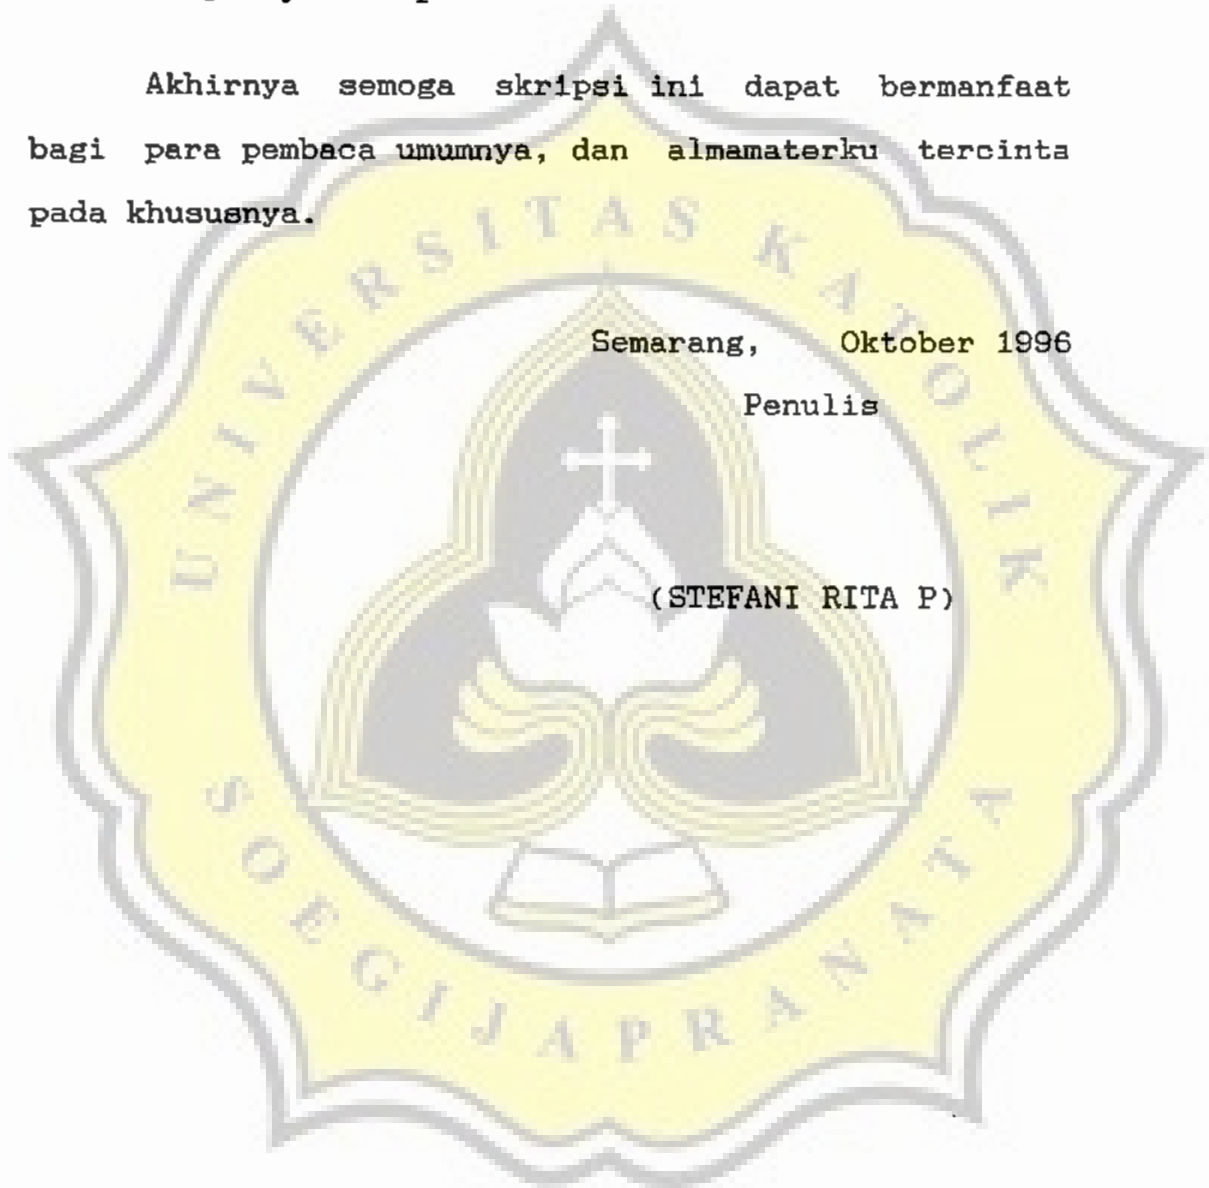 Akhirnya semoga skripsi ini dapat bermanfaat
bagi para pembaca umumnya, dan almamaterku tercinta
pada khususnya.
Semarang, Oktober 1996
Penulis
(STEFANI RITA P)
UNIVERSITAS KATOLIK
SOEGIJAPRANATA